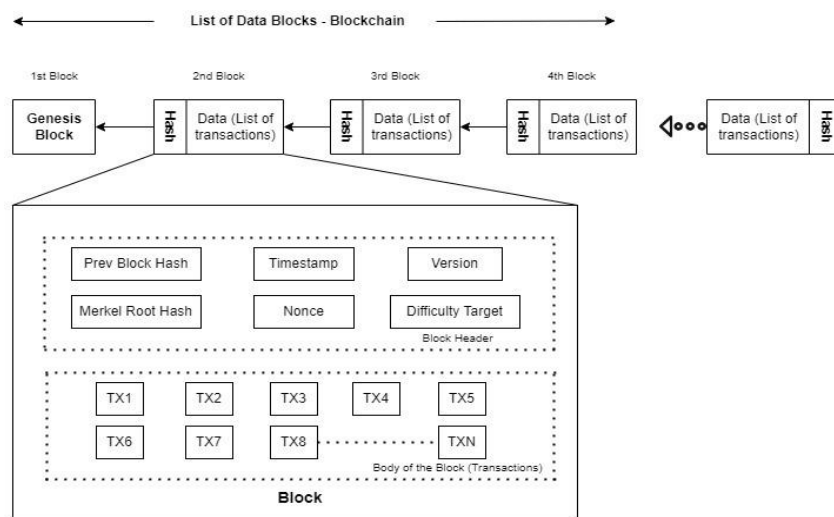 List of Data Blocks - Blockchain
1st Block
2nd Block
3rd Block
4th Block
Genesis
Block
Hash
Data (List of
transactions)
Hash
Data (List of
transactions)
Hash
Data (List of
transactions)
Data (List of
transactions)
Hash
Prev Block Hash
Timestamp
Version
Merkel Root Hash
Nonce
Difficulty Target
Block Header
TX1
TX2
TX3
TX4
TX5
TX6
TX7
TX8
TXN
Body of the Block (Transactions)
Block